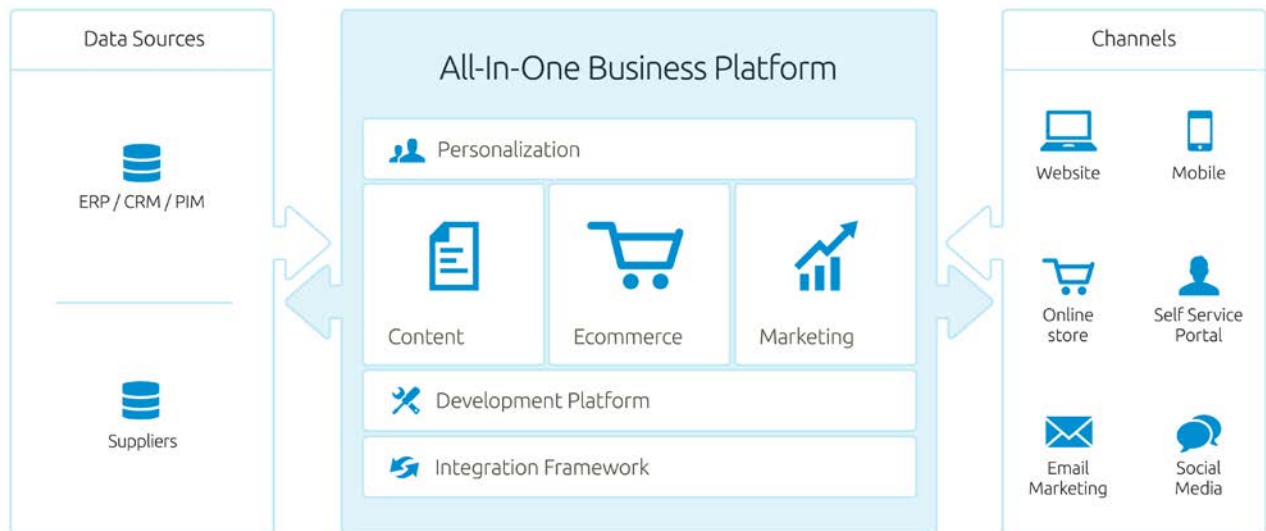 Data Sources
ERP / CRM / PIM
Suppliers
All-In-One Business Platform
Personalization
Content
Ecommerce
Marketing
Development Platform
Integration Framework
Channels
Website
Mobile
Online
store
Self Service
Portal
Email
Marketing
Social
Media